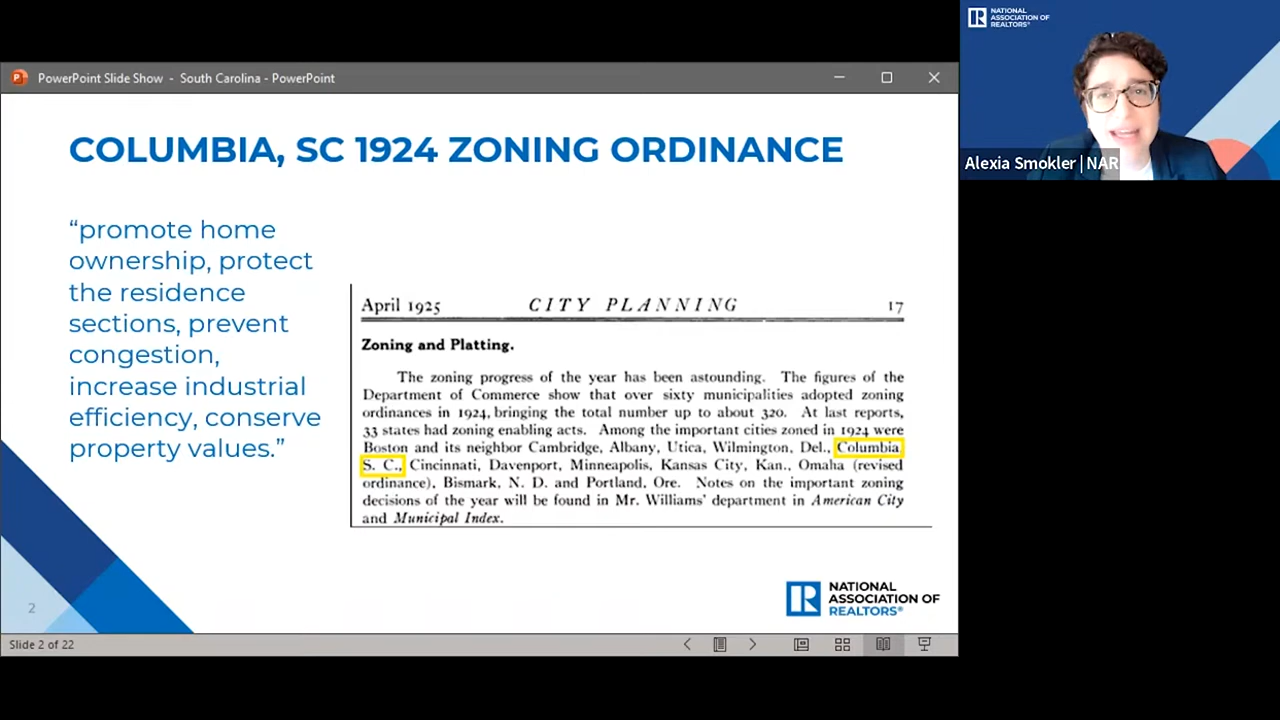 PowerPoint Slide Show - South Carolina - PowerPoint
COLUMBIA, SC 1924 ZONING ORDINANCE
“promote home
ownership, protect
the residence
sections, prevent
congestion,
increase industrial
efficiency, conserve
property values.”
April 1925 CITY PLANNING 17
Zoning and Platting.
The zoning progress of the year has been astounding. The figures of the
Department of Commerce show that over sixty municipalities adopted zoning
ordinances in 1924, bringing the total number up to about 320. At last reports,
33 states had zoning enabling acts. Among the important cities zoned in 1924 were
Boston and its neighbor Cambridge, Albany, Utica, Wilmington, Del., Columbia
S. C., Cincinnati, Davenport, Minneapolis, Kansas City, Kan., Omaha (revised
ordinance), Bismark, N. D. and Portland, Ore. Notes on the important zoning
decisions of the year will be found in Mr. Williams' department in American City
and Municipal Index.
2
NATIONAL
ASSOCIATION OF
REALTORS®
Slide 2 of 22
NATIONAL
ASSOCIATION OF
REALTORS®
Alexia Smokler | NAR